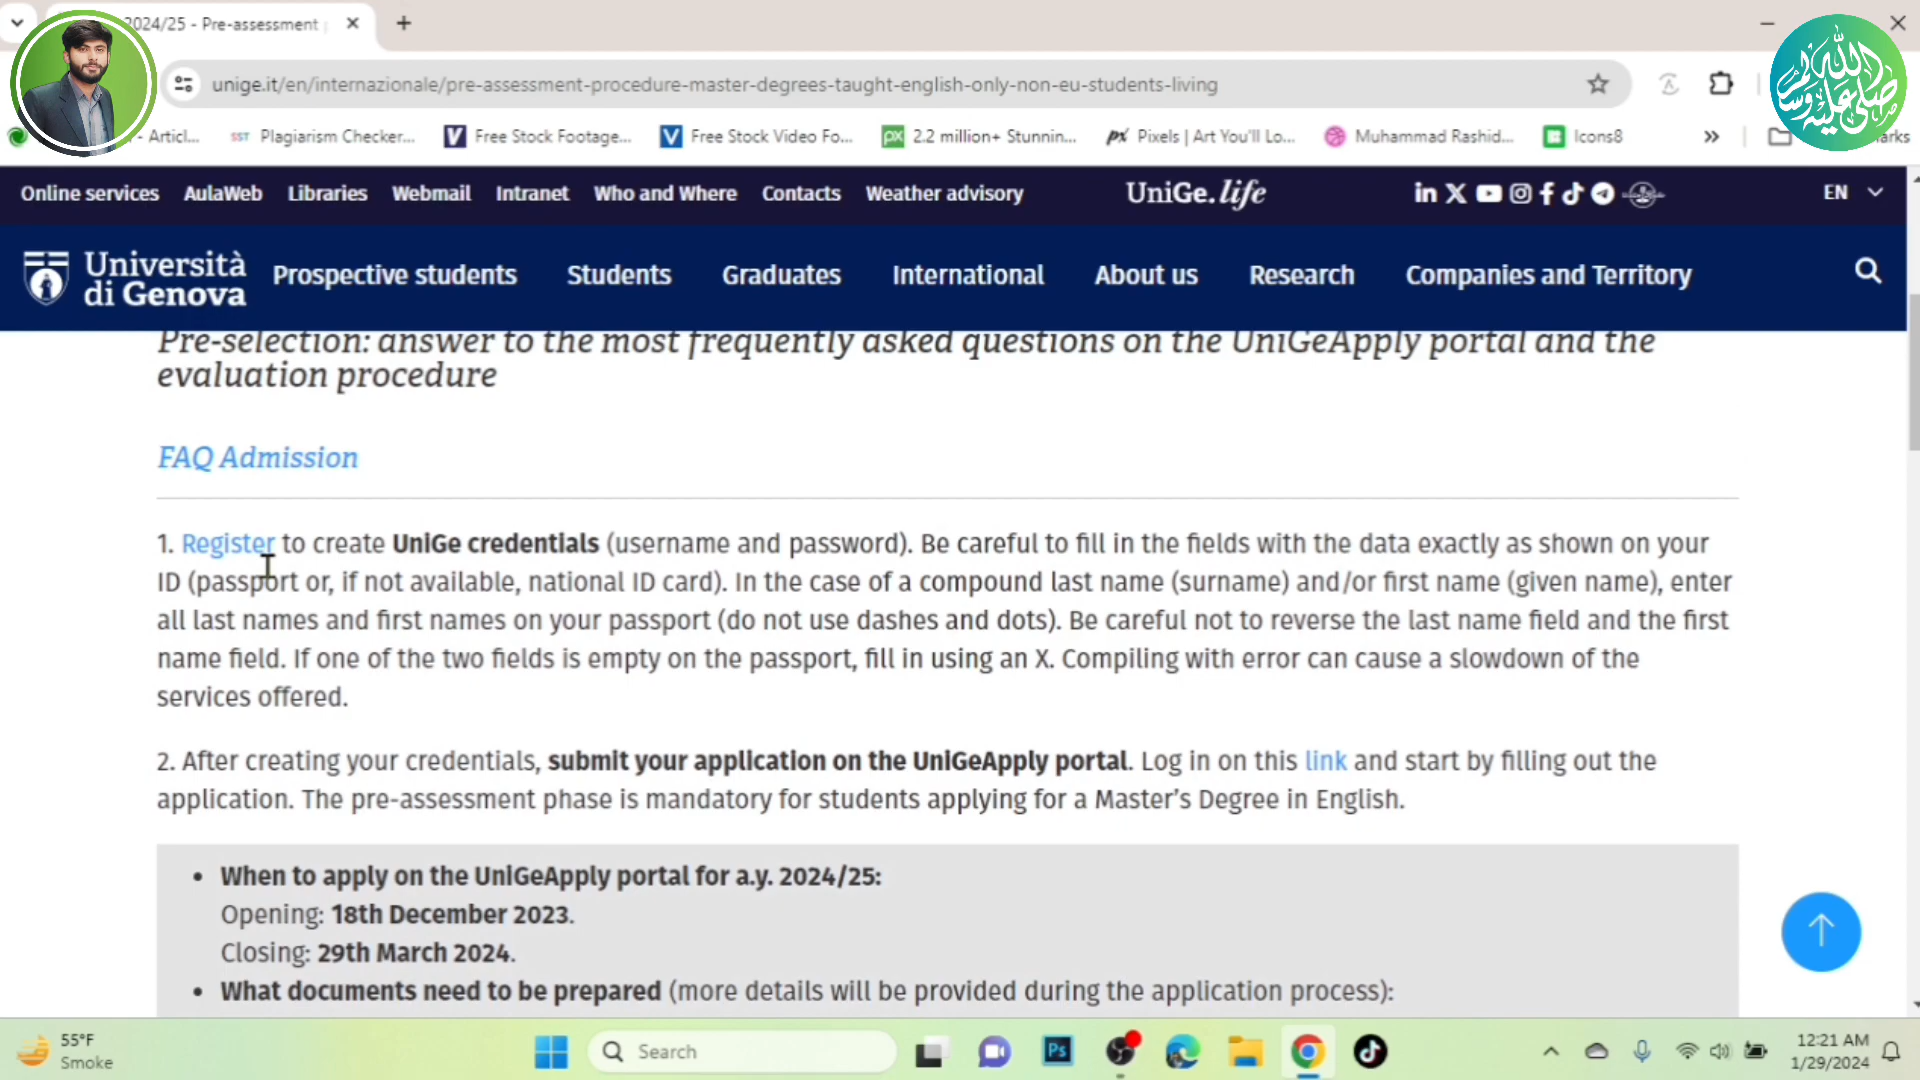 2024/25 - Pre-assessment
unige.it/en/internazionale/pre-assessment-procedure-master-degrees-taught-english-only-non-eu-students-living
Articl...
SST Plagiarism Checker...
Free Stock Footage...
Free Stock Video Fo...
px 2.2 million+ Stunnin...
px Pixels | Art You'll Lo...
Muhammad Rashid...
Icons8
صلى الله عليه وسلم
Online services AulaWeb Libraries Webmail Intranet Who and Where Contacts Weather advisory UniGe.life EN
Università
di Genova
Prospective students Students Graduates International About us Research Companies and Territory
Pre-selection: answer to the most frequently asked questions on the UniGeApply portal and the
evaluation procedure
FAQ Admission
1. Register to create UniGe credentials (username and password). Be careful to fill in the fields with the data exactly as shown on your
ID (passport or, if not available, national ID card). In the case of a compound last name (surname) and/or first name (given name), enter
all last names and first names on your passport (do not use dashes and dots). Be careful not to reverse the last name field and the first
name field. If one of the two fields is empty on the passport, fill in using an X. Compiling with error can cause a slowdown of the
services offered.
2. After creating your credentials, submit your application on the UniGeApply portal. Log in on this link and start by filling out the
application. The pre-assessment phase is mandatory for students applying for a Master's Degree in English.
• When to apply on the UniGeApply portal for a.y. 2024/25:
Opening: 18th December 2023.
Closing: 29th March 2024.
• What documents need to be prepared (more details will be provided during the application process):
55°F
Smoke
Search
Ps
12:21 AM
1/29/2024